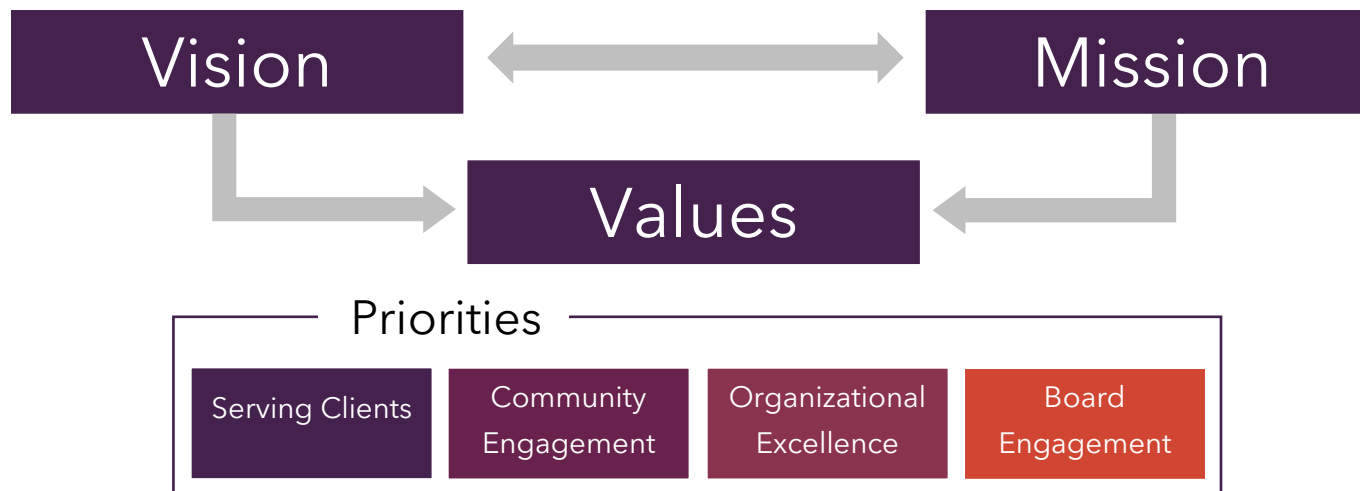 Vision
Mission
Values
Priorities
Serving Clients
Community
Engagement
Organizational
Excellence
Board
Engagement